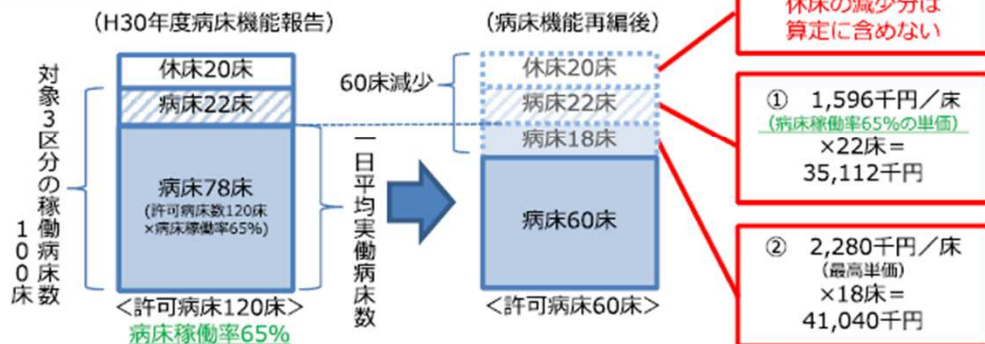 （H30年度病床機能報告）
休床20床
病床22床
病床78床
(許可病床数120床
×病床稼働率65%)
＜許可病床120床＞
病床稼働率65%
対象3区分の稼働病床数
100床
一日平均実働病床数
（病床機能再編後）
60床減少
休床20床
病床22床
病床18床
病床60床
＜許可病床60床＞
休床の減少分は
算定に含めない
① 1,596千円／床
(病床稼働率65%の単価)
×22床＝
35,112千円
② 2,280千円／床
(最高単価)
×18床＝
41,040千円